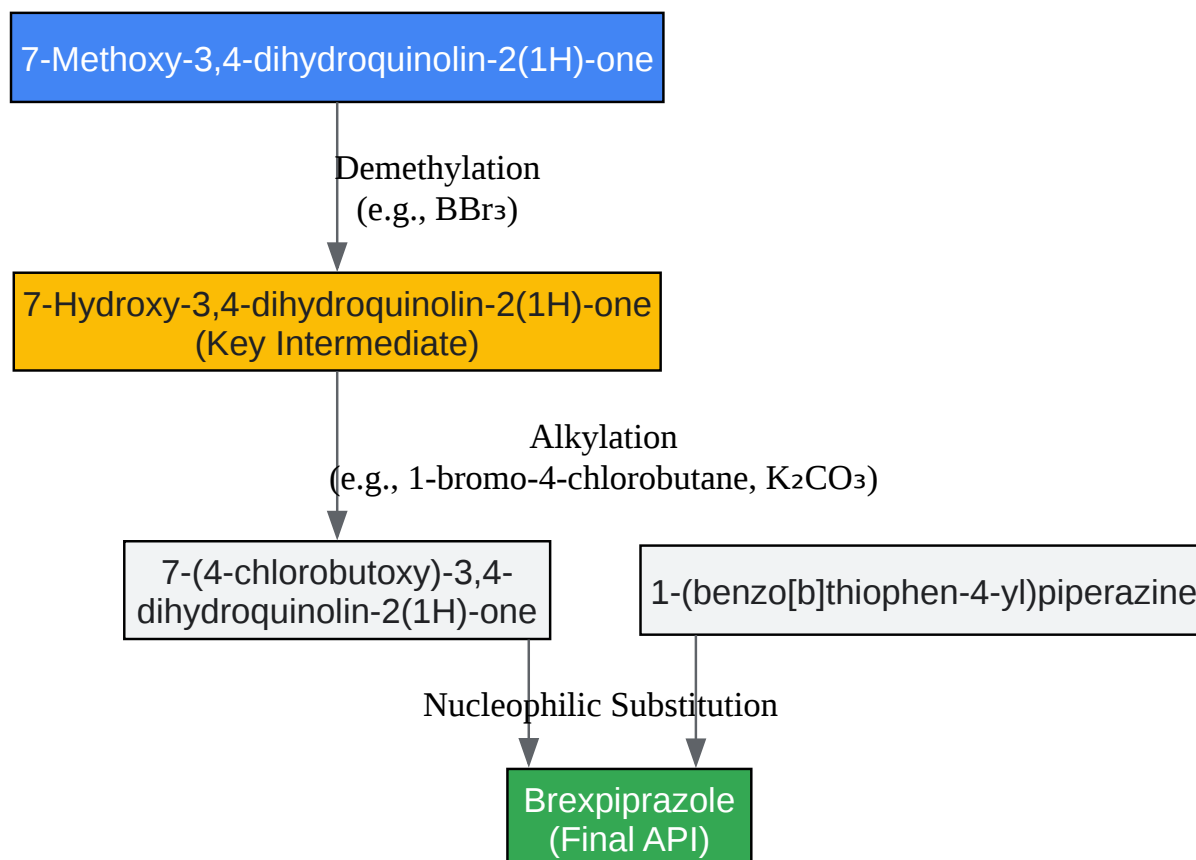 7-Methoxy-3,4-dihydroquinolin-2(1H)-one
Demethylation
(e.g., BBr₃)
7-Hydroxy-3,4-dihydroquinolin-2(1H)-one
(Key Intermediate)
Alkylation
(e.g., 1-bromo-4-chlorobutane, K₂CO₃)
7-(4-chlorobutoxy)-3,4-
dihydroquinolin-2(1H)-one
1-(benzo[b]thiophen-4-yl)piperazine
Nucleophilic Substitution
Brexpiprazole
(Final API)